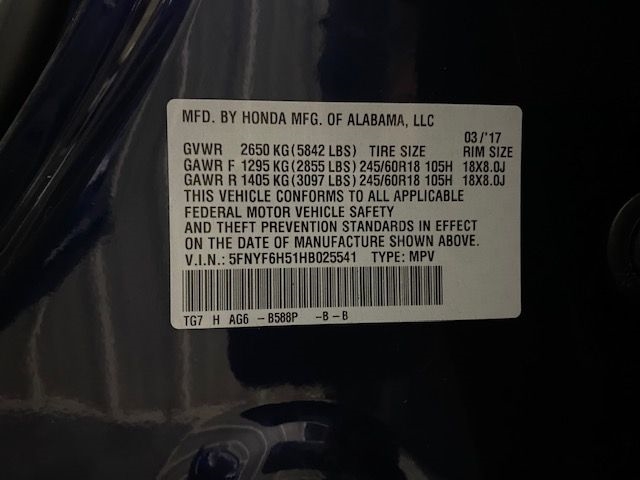 MFD. BY HONDA MFG. OF ALABAMA, LLC
03/'17
GVWR 2650 KG(5842 LBS) TIRE SIZE RIM SIZE
GAWR F 1295 KG(2855 LBS) 245/60R18 105H 18X8.0J
GAWR R 1405 KG(3097 LBS) 245/60R18 105H 18X8.0J
THIS VEHICLE CONFORMS TO ALL APPLICABLE
FEDERAL MOTOR VEHICLE SAFETY
AND THEFT PREVENTION STANDARDS IN EFFECT
ON THE DATE OF MANUFACTURE SHOWN ABOVE.
V.I.N.: 5FNYF6H51HB025541 TYPE: MPV
TG7 H AG6 -B588P -B-B